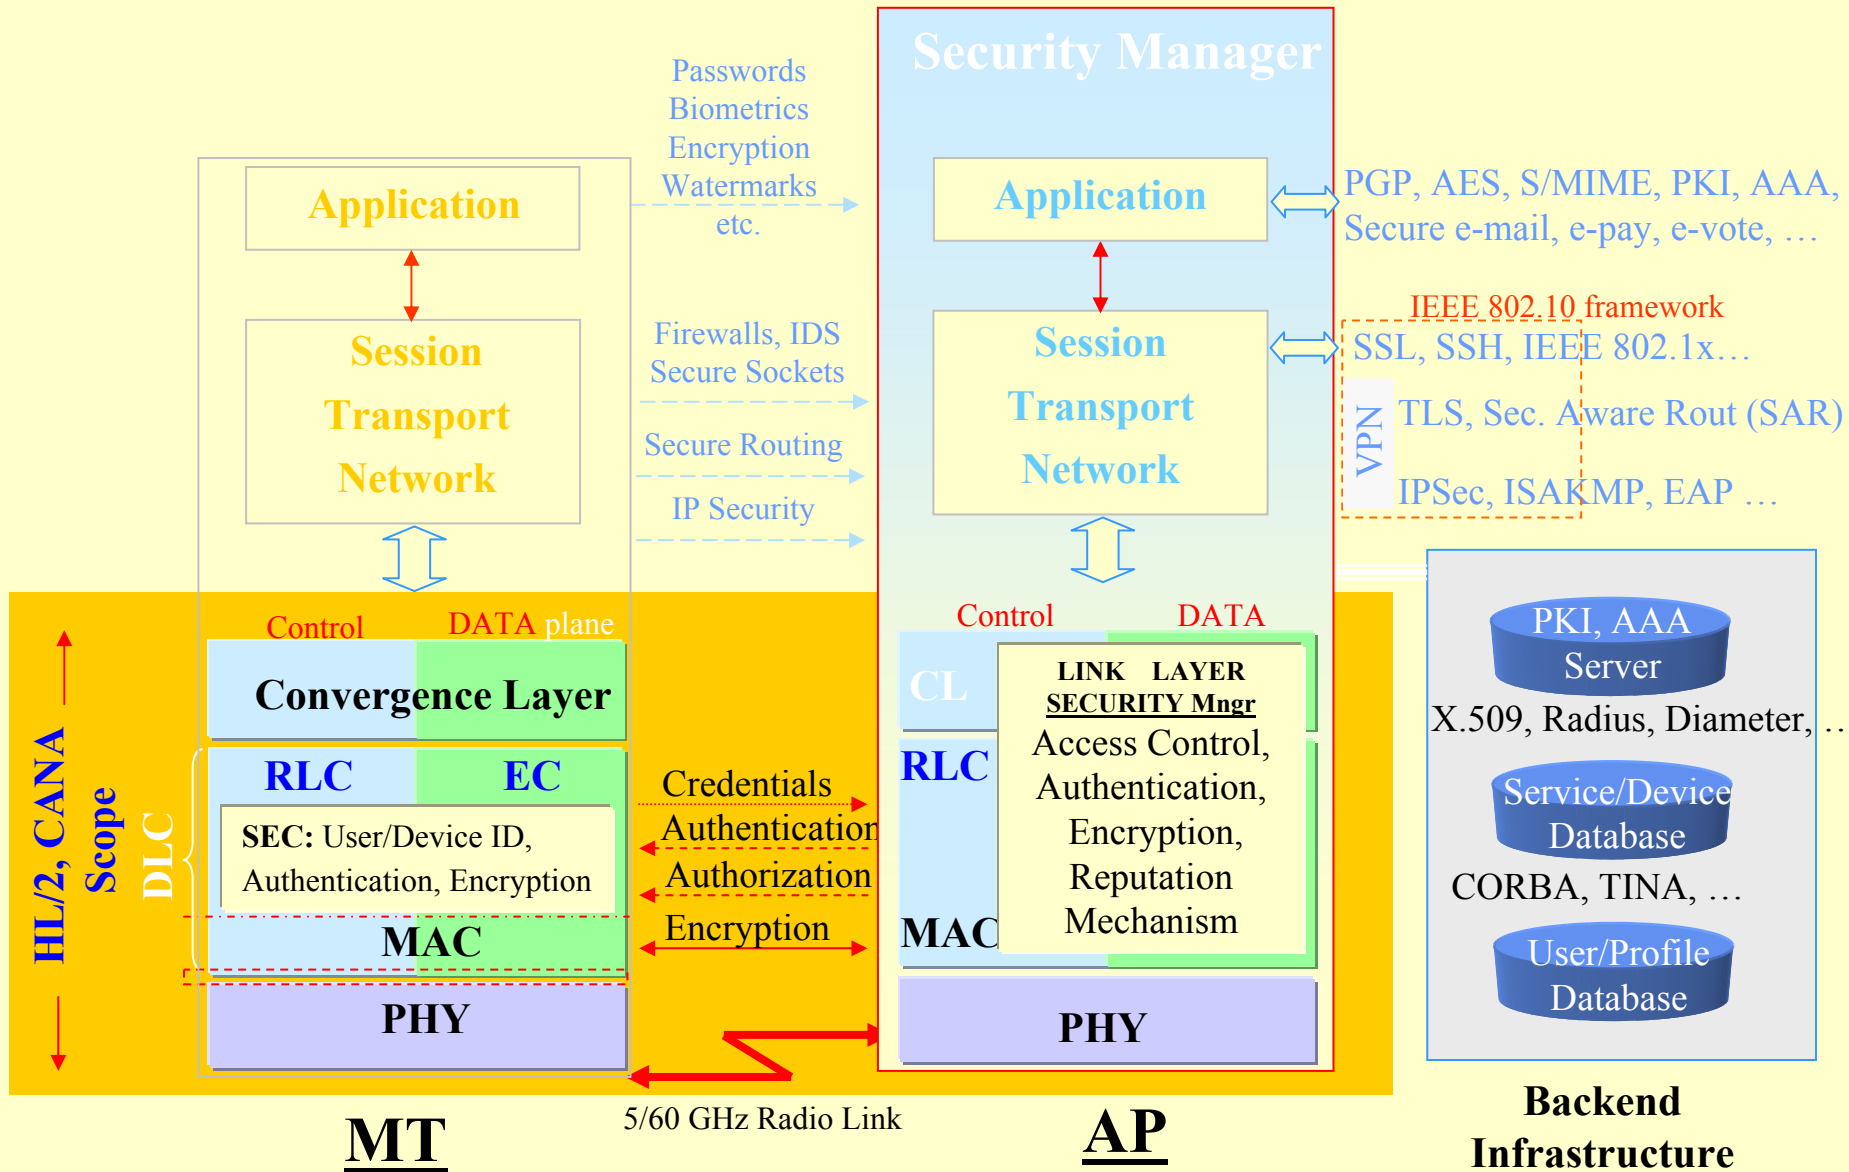 Security Manager
Passwords
Biometrics
Encryption
Watermarks
etc.
Application
Application
PGP, AES, S/MIME, PKI, AAA,
Secure e-mail, e-pay, e-vote, …
IEEE 802.10 framework
Session
Transport
Network
Firewalls, IDS
Secure Sockets
Secure Routing
IP Security
Session
Transport
Network
SSL, SSH, IEEE 802.1x…
VPN
TLS, Sec. Aware Rout (SAR)
IPSec, ISAKMP, EAP …
HL/2, CANA
Scope
DLC
Control
DATA plane
Convergence Layer
RLC
EC
SEC: User/Device ID,
Authentication, Encryption
MAC
PHY
Credentials
Authentication
Authorization
Encryption
Control
DATA
CL
RLC
MAC
LINK LAYER
SECURITY Mngr
Access Control,
Authentication,
Encryption,
Reputation
Mechanism
PHY
PKI, AAA
Server
X.509, Radius, Diameter, …
Service/Device
Database
CORBA, TINA, …
User/Profile
Database
MT
5/60 GHz Radio Link
AP
Backend
Infrastructure